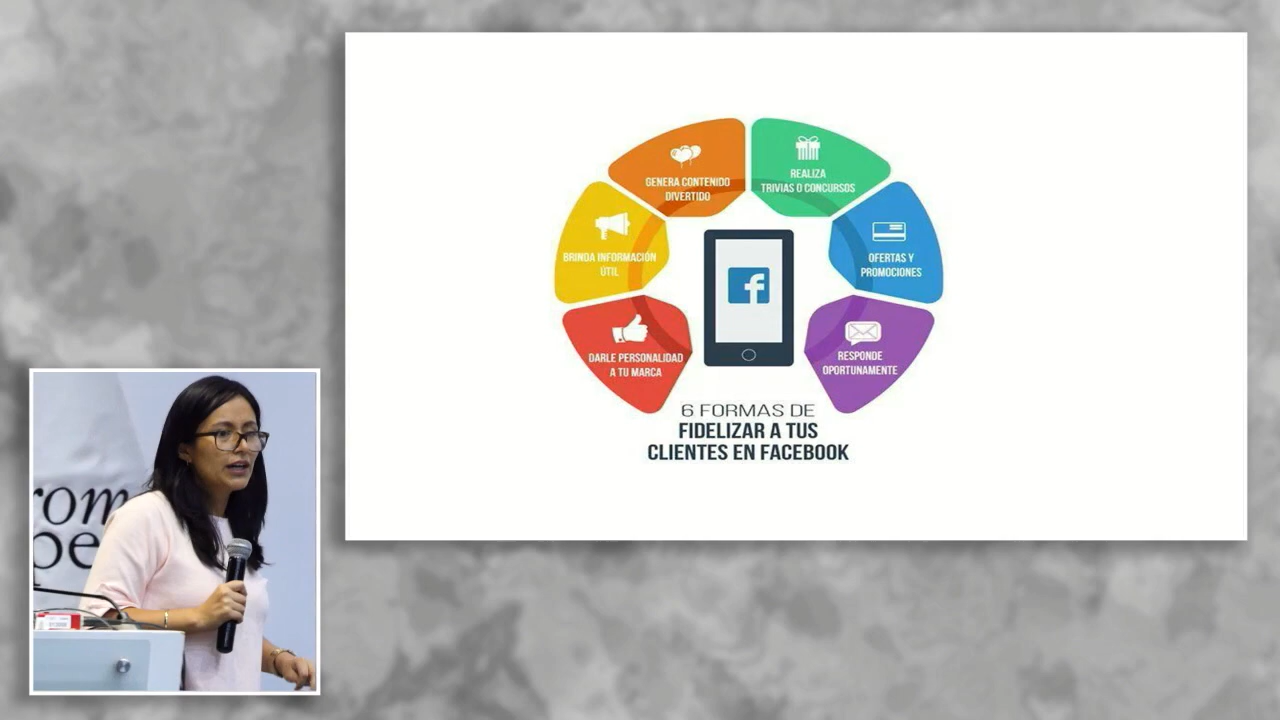 GENERA CONTENIDO
DIVERTIDO
REALIZA
TRIVIAS O CONCURSOS
BRINDA INFORMACIÓN
ÚTIL
OFERTAS Y
PROMOCIONES
DARLE PERSONALIDAD
A TU MARCA
RESPONDE
OPORTUNAMENTE
6 FORMAS DE
FIDELIZAR A TUS
CLIENTES EN FACEBOOK